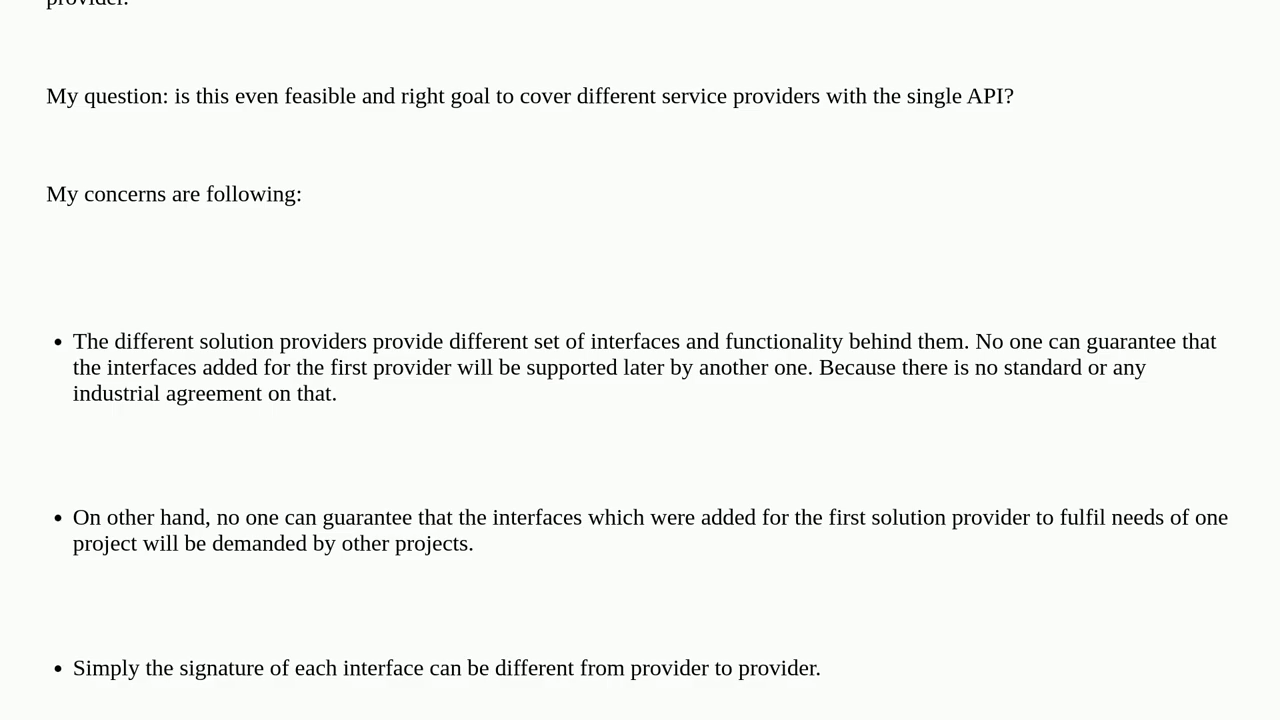 provider.
My question: is this even feasible and right goal to cover different service providers with the single API?
My concerns are following:
• The different solution providers provide different set of interfaces and functionality behind them. No one can guarantee that
the interfaces added for the first provider will be supported later by another one. Because there is no standard or any
industrial agreement on that.
• On other hand, no one can guarantee that the interfaces which were added for the first solution provider to fulfil needs of one
project will be demanded by other projects.
• Simply the signature of each interface can be different from provider to provider.